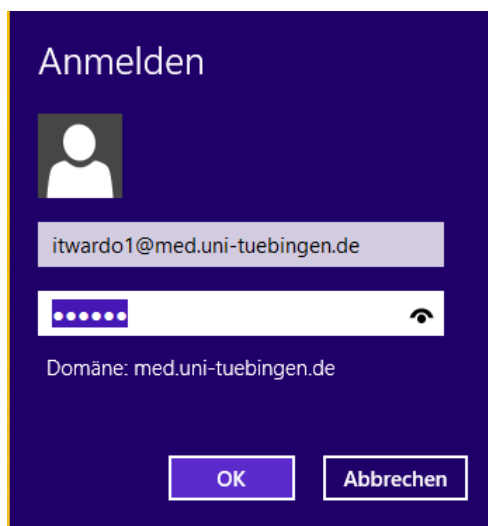 Anmelden
itwardo1@med.uni-tuebingen.de
••••••
Domäne: med.uni-tuebingen.de
OK Abbrechen